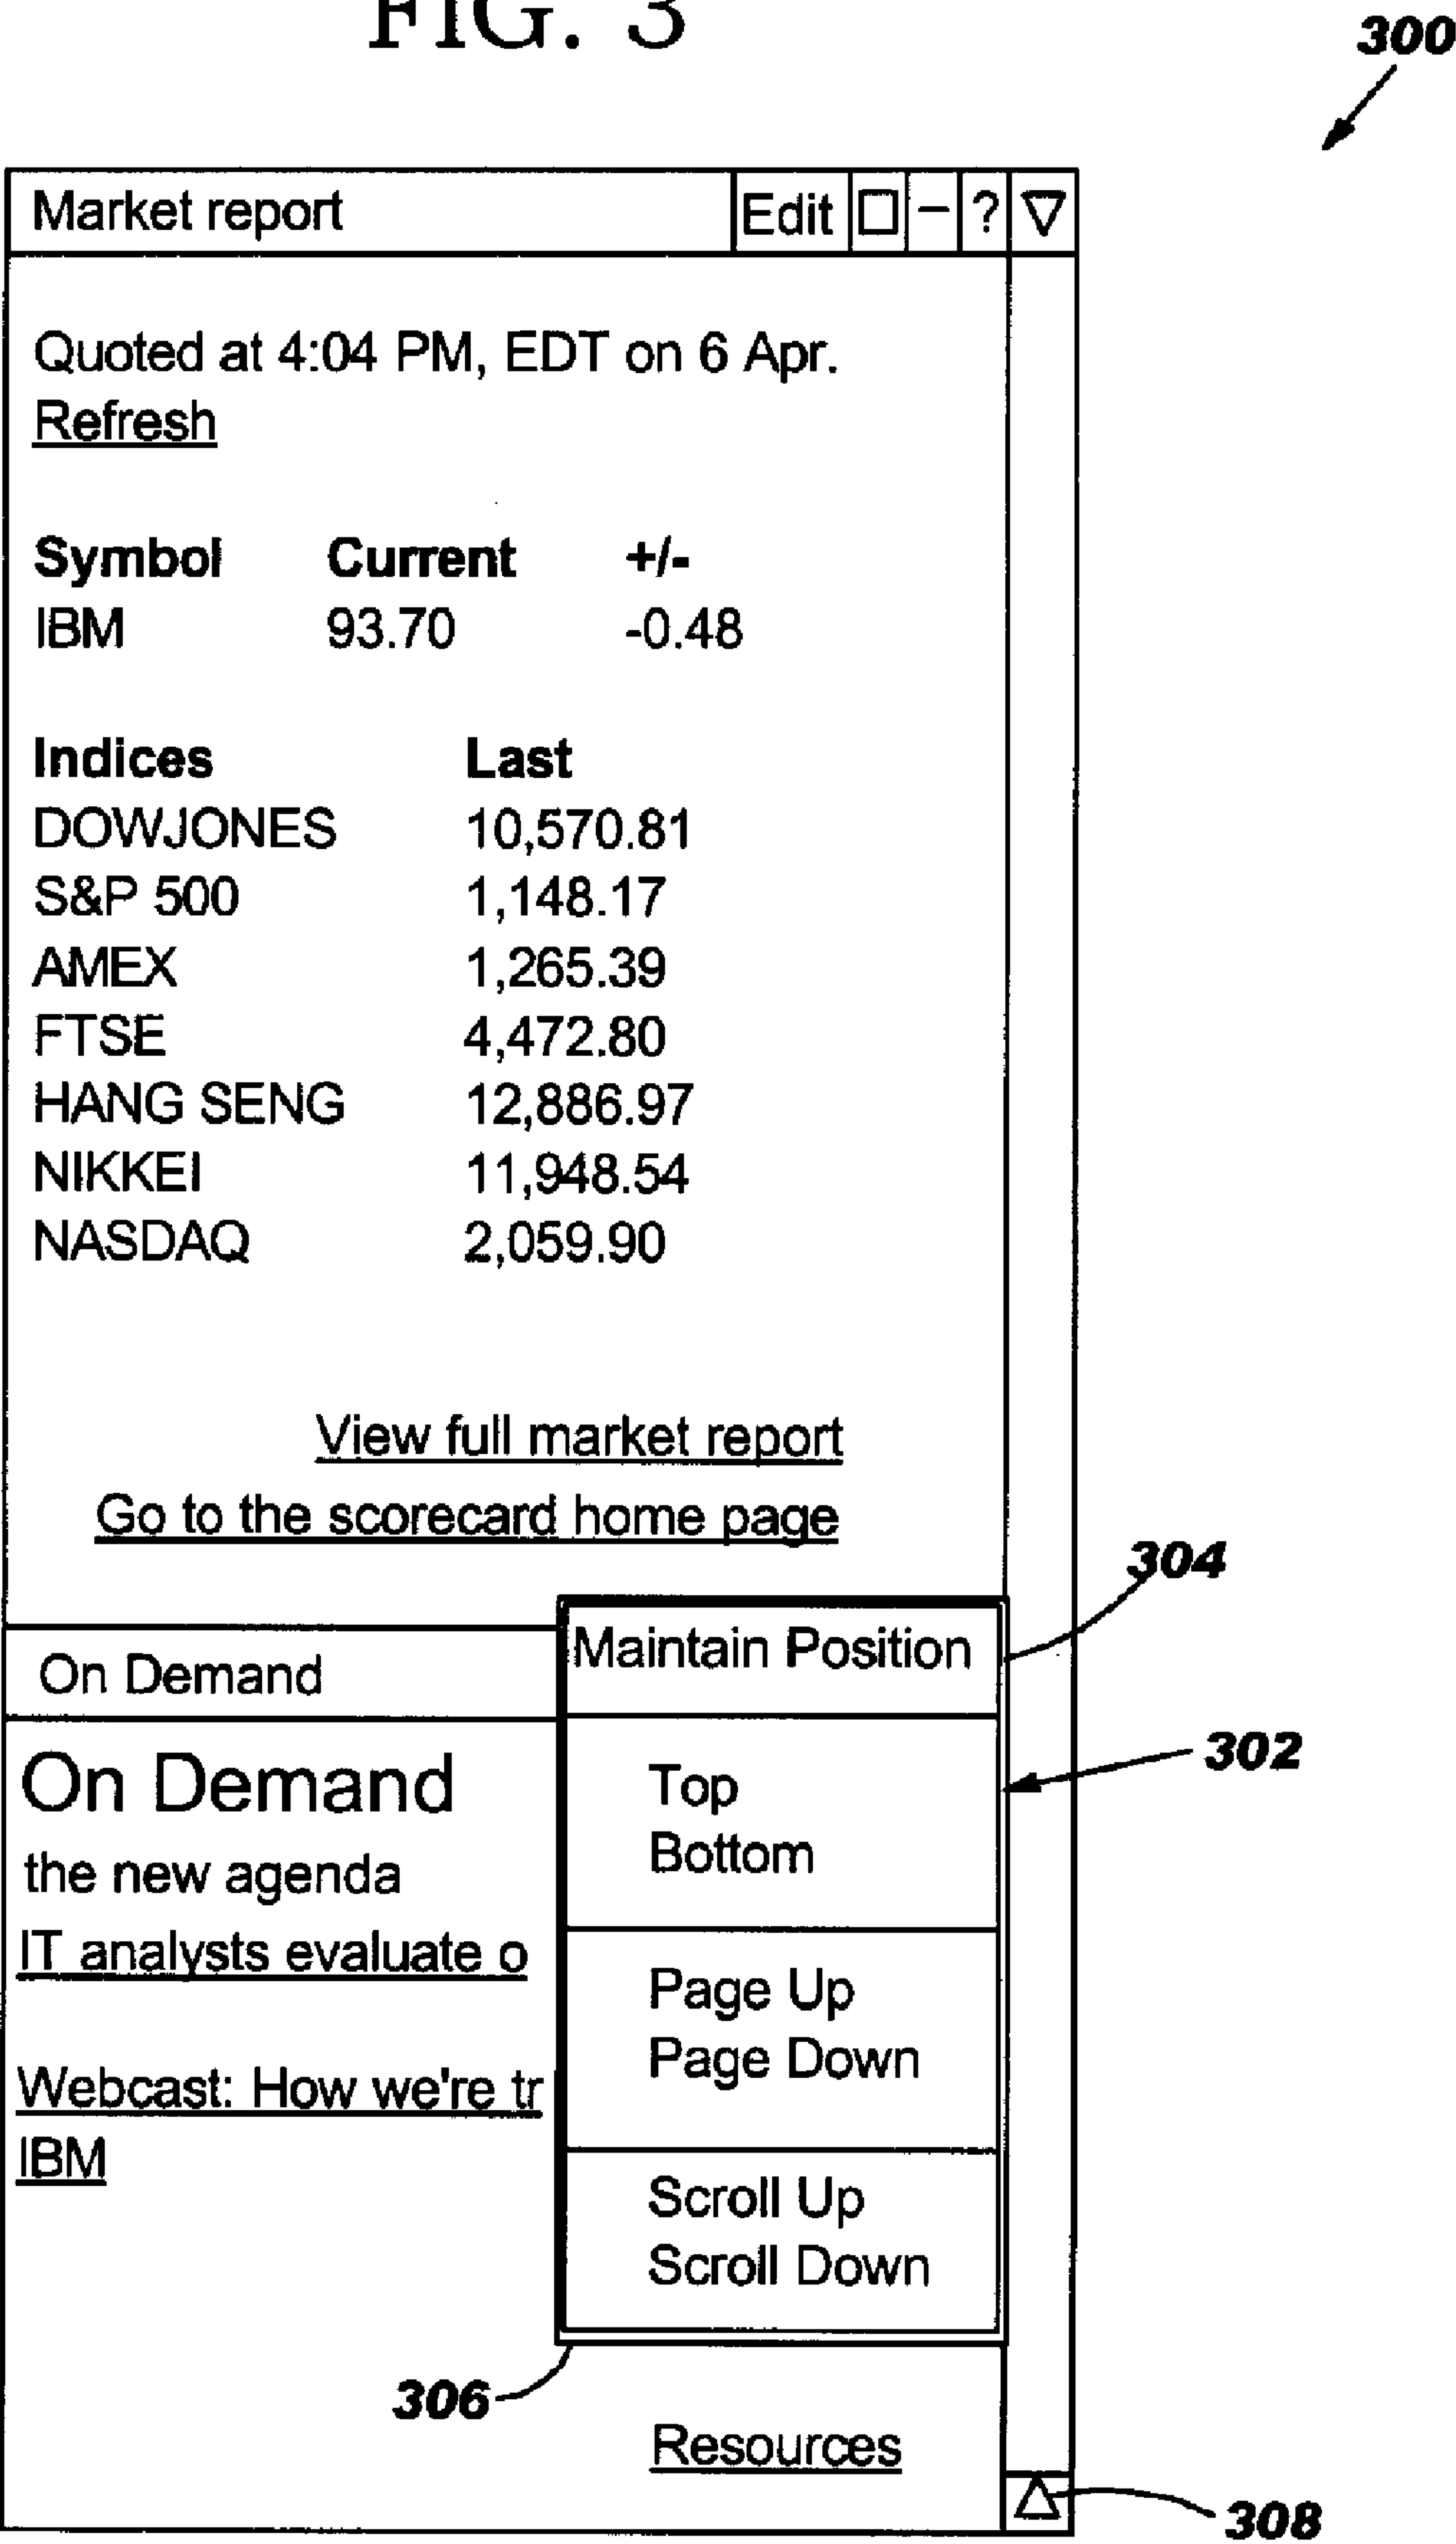 FIG. 3
300
Market report Edit - ?
Quoted at 4:04 PM, EDT on 6 Apr.
Refresh
Symbol Current +/-
IBM 93.70 -0.48
Indices Last
DOWJONES 10,570.81
S&P 500 1,148.17
AMEX 1,265.39
FTSE 4,472.80
HANG SENG 12,886.97
NIKKEI 11,948.54
NASDAQ 2,059.90
View full market report
Go to the scorecard home page
304
Maintain Position
On Demand
302
On Demand
Top
the new agenda
Bottom
IT analysts evaluate o
Page Up
Page Down
Webcast: How we're tr
IBM
Scroll Up
Scroll Down
306
Resources
308